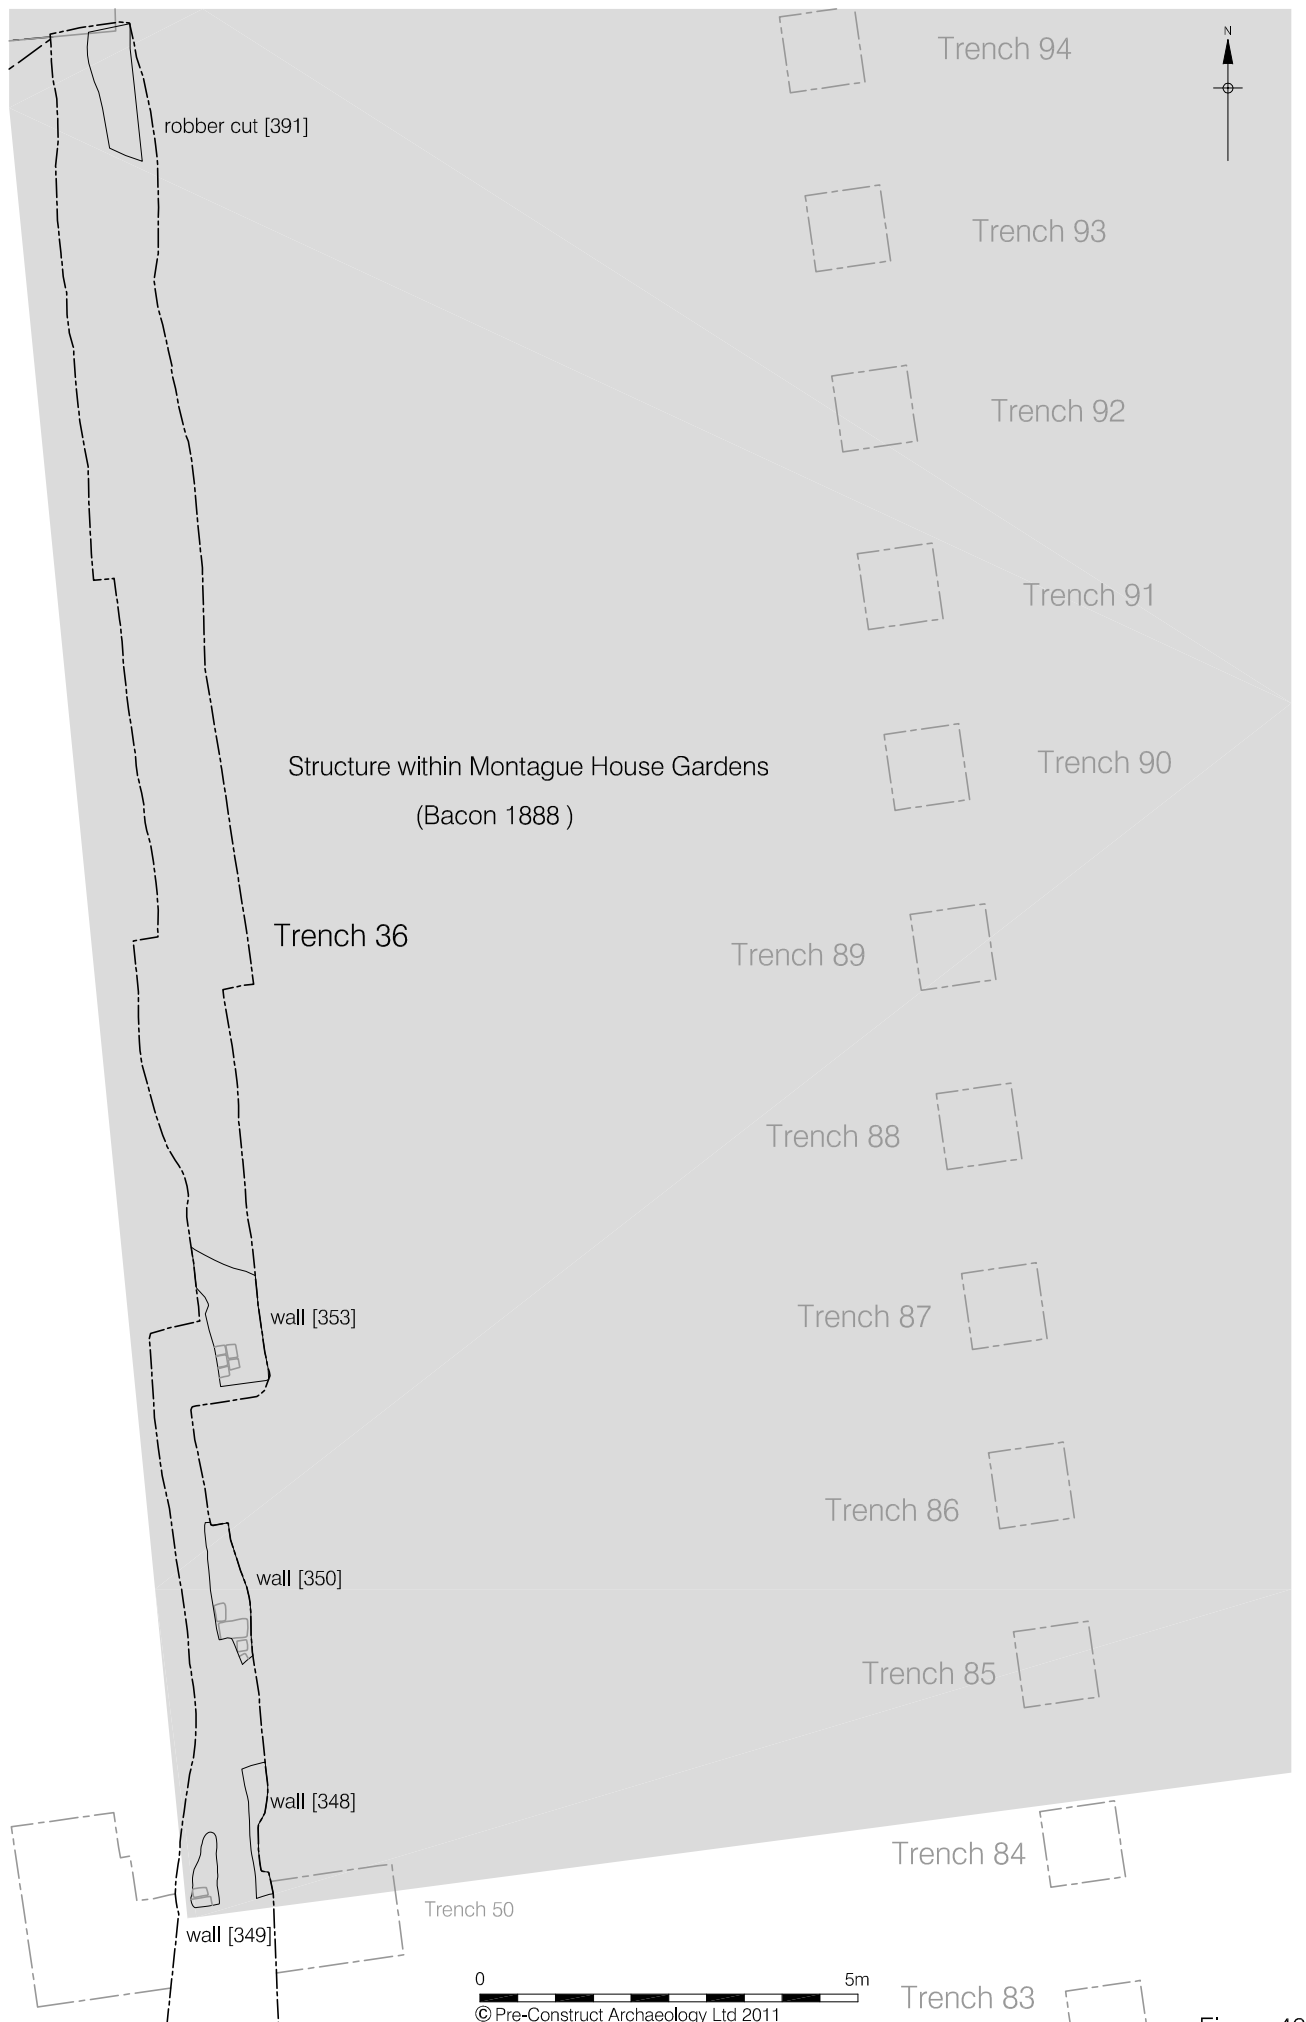 Trench 94
N
robber cut [391]
Trench 93
Trench 92
Trench 91
Structure within Montague House Gardens
(Bacon 1888 )
Trench 90
Trench 36
Trench 89
Trench 88
wall [353]
Trench 87
Trench 86
wall [350]
Trench 85
wall [348]
Trench 84
Trench 50
wall [349]
0 5m
Trench 83
© Pre-Construct Archaeology Ltd 2011